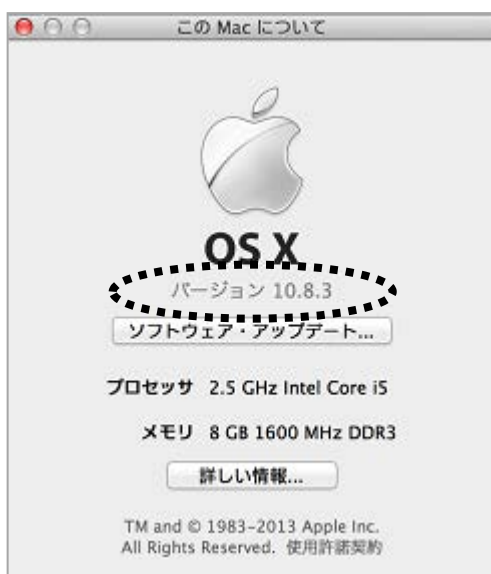 この Mac について
OS X
バージョン 10.8.3
ソフトウェア・アップデート...
プロセッサ 2.5 GHz Intel Core i5
メモリ 8 GB 1600 MHz DDR3
詳しい情報...
TM and © 1983-2013 Apple Inc.
All Rights Reserved. 使用許諾契約